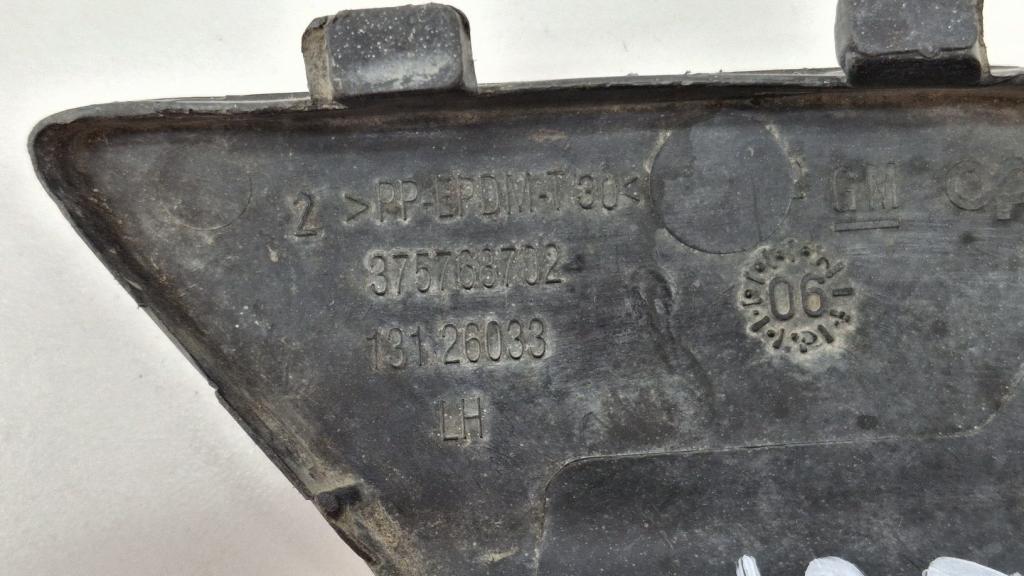 2 >PP-EPDM-T30< GM
375768702
13126033
06
LH